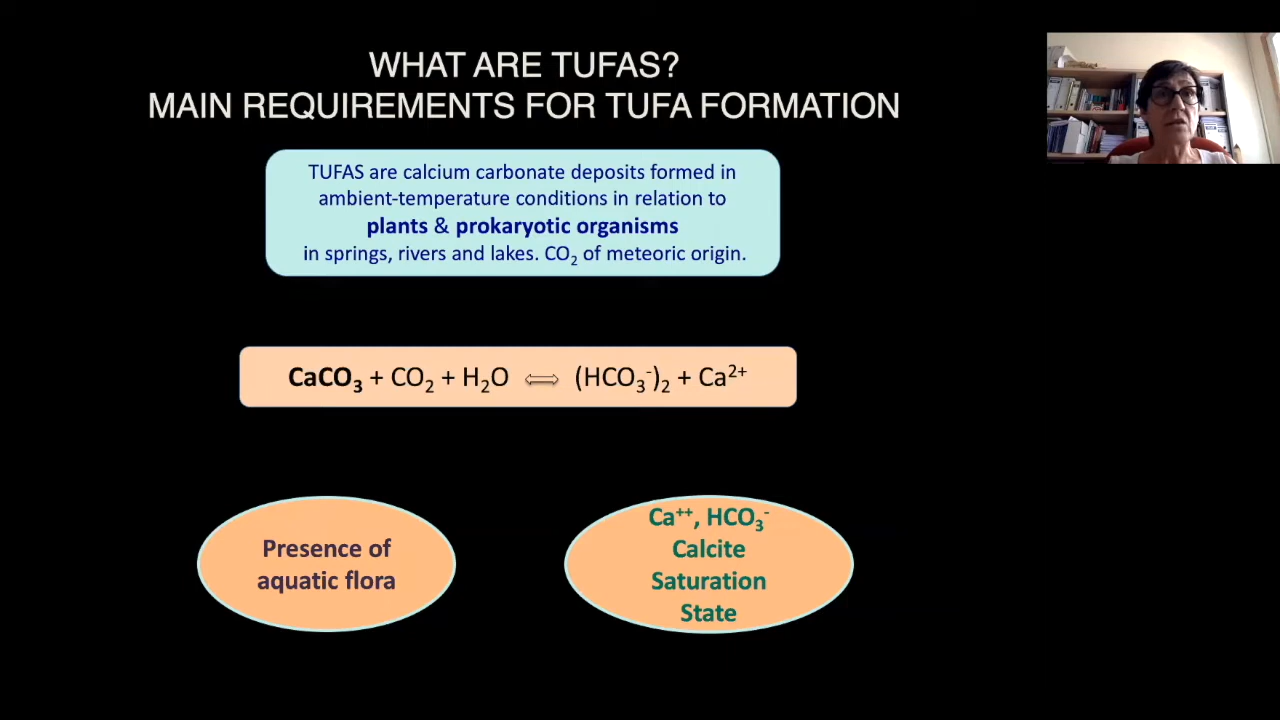 WHAT ARE TUFAS?
MAIN REQUIREMENTS FOR TUFA FORMATION
TUFAS are calcium carbonate deposits formed in
ambient-temperature conditions in relation to
plants & prokaryotic organisms
in springs, rivers and lakes. CO₂ of meteoric origin.
CaCO₃ + CO₂ + H₂O ⟺ (HCO₃⁻)₂ + Ca²⁺
Presence of
aquatic flora
Ca⁺⁺, HCO₃⁻
Calcite
Saturation
State